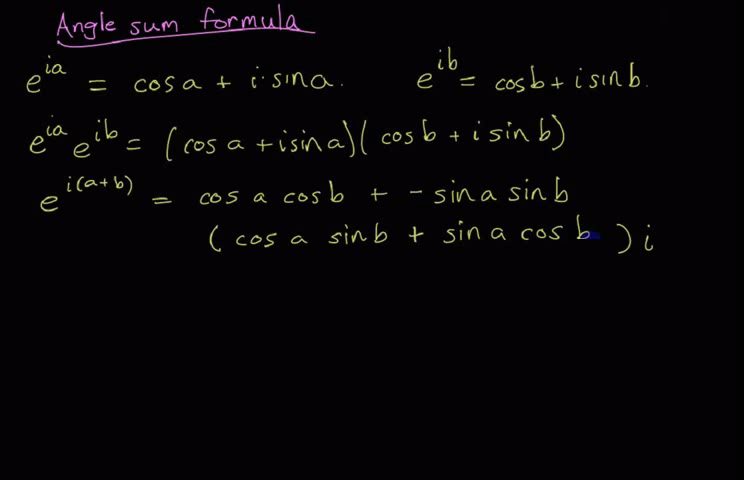 Angle sum formula
e^{ia} = cos a + i·sin a. e^{ib} = cos b + i sin b.
e^{ia} e^{ib} = (cos a + i sin a)(cos b + i sin b)
e^{i(a+b)} = cos a cos b + - sin a sin b
(cos a sin b + sin a cos b) i